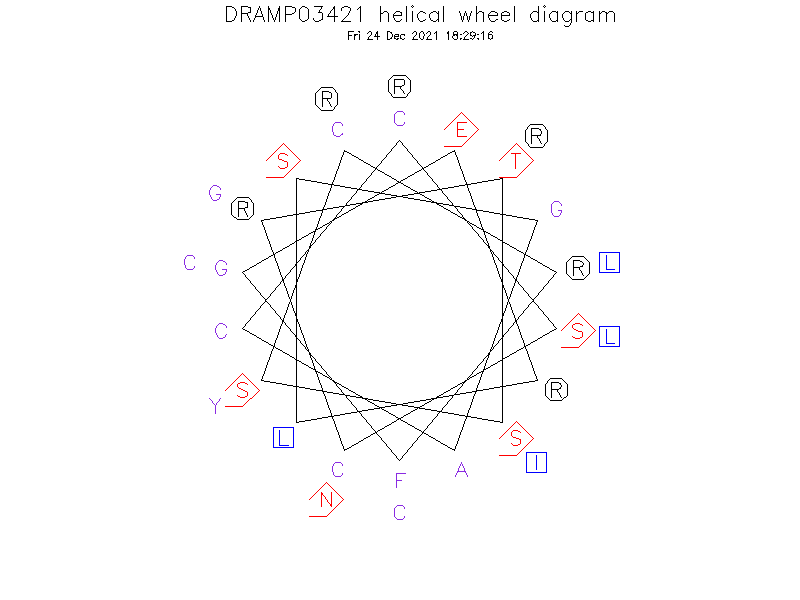 DRAMP03421 helical wheel diagram
Fri 24 Dec 2021 18:29:16
R
R
C
C
E
R
S
T
G
R
G
C
G
R
L
C
S
L
S
Y
R
L
S
I
C
F
A
N
C